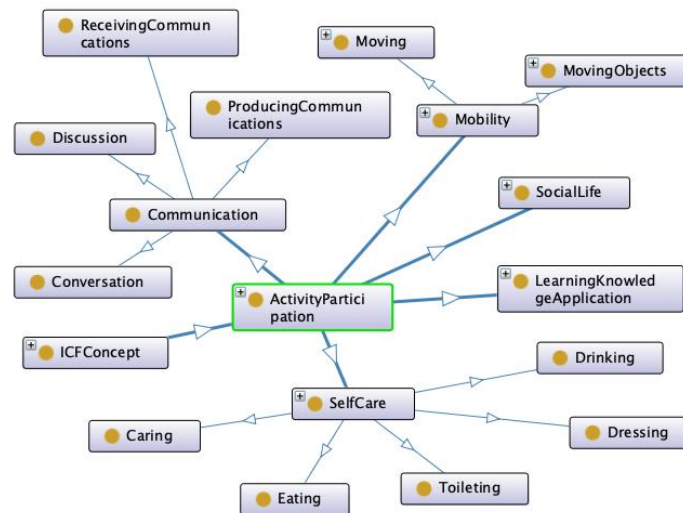 ReceivingCommun
ications
Moving
MovingObjects
ProducingCommun
ications
Mobility
Discussion
SocialLife
Communication
Conversation
LearningKnowled
geApplication
ActivityPartici
pation
ICFConcept
Drinking
SelfCare
Caring
Dressing
Toileting
Eating